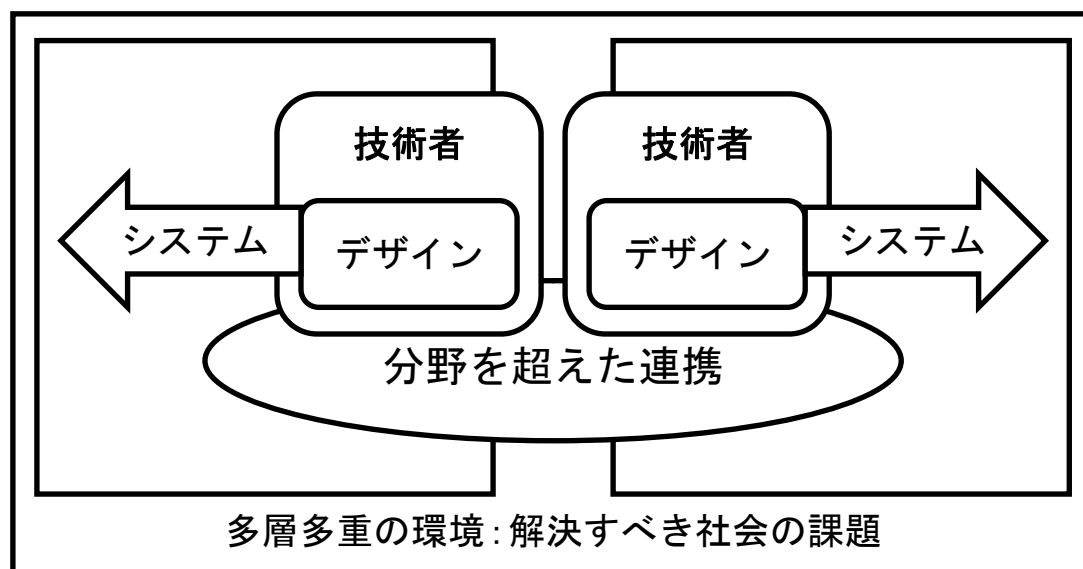 技術者
技術者
システム
デザイン
デザイン
システム
分野を超えた連携
多層多重の環境：解決すべき社会の課題